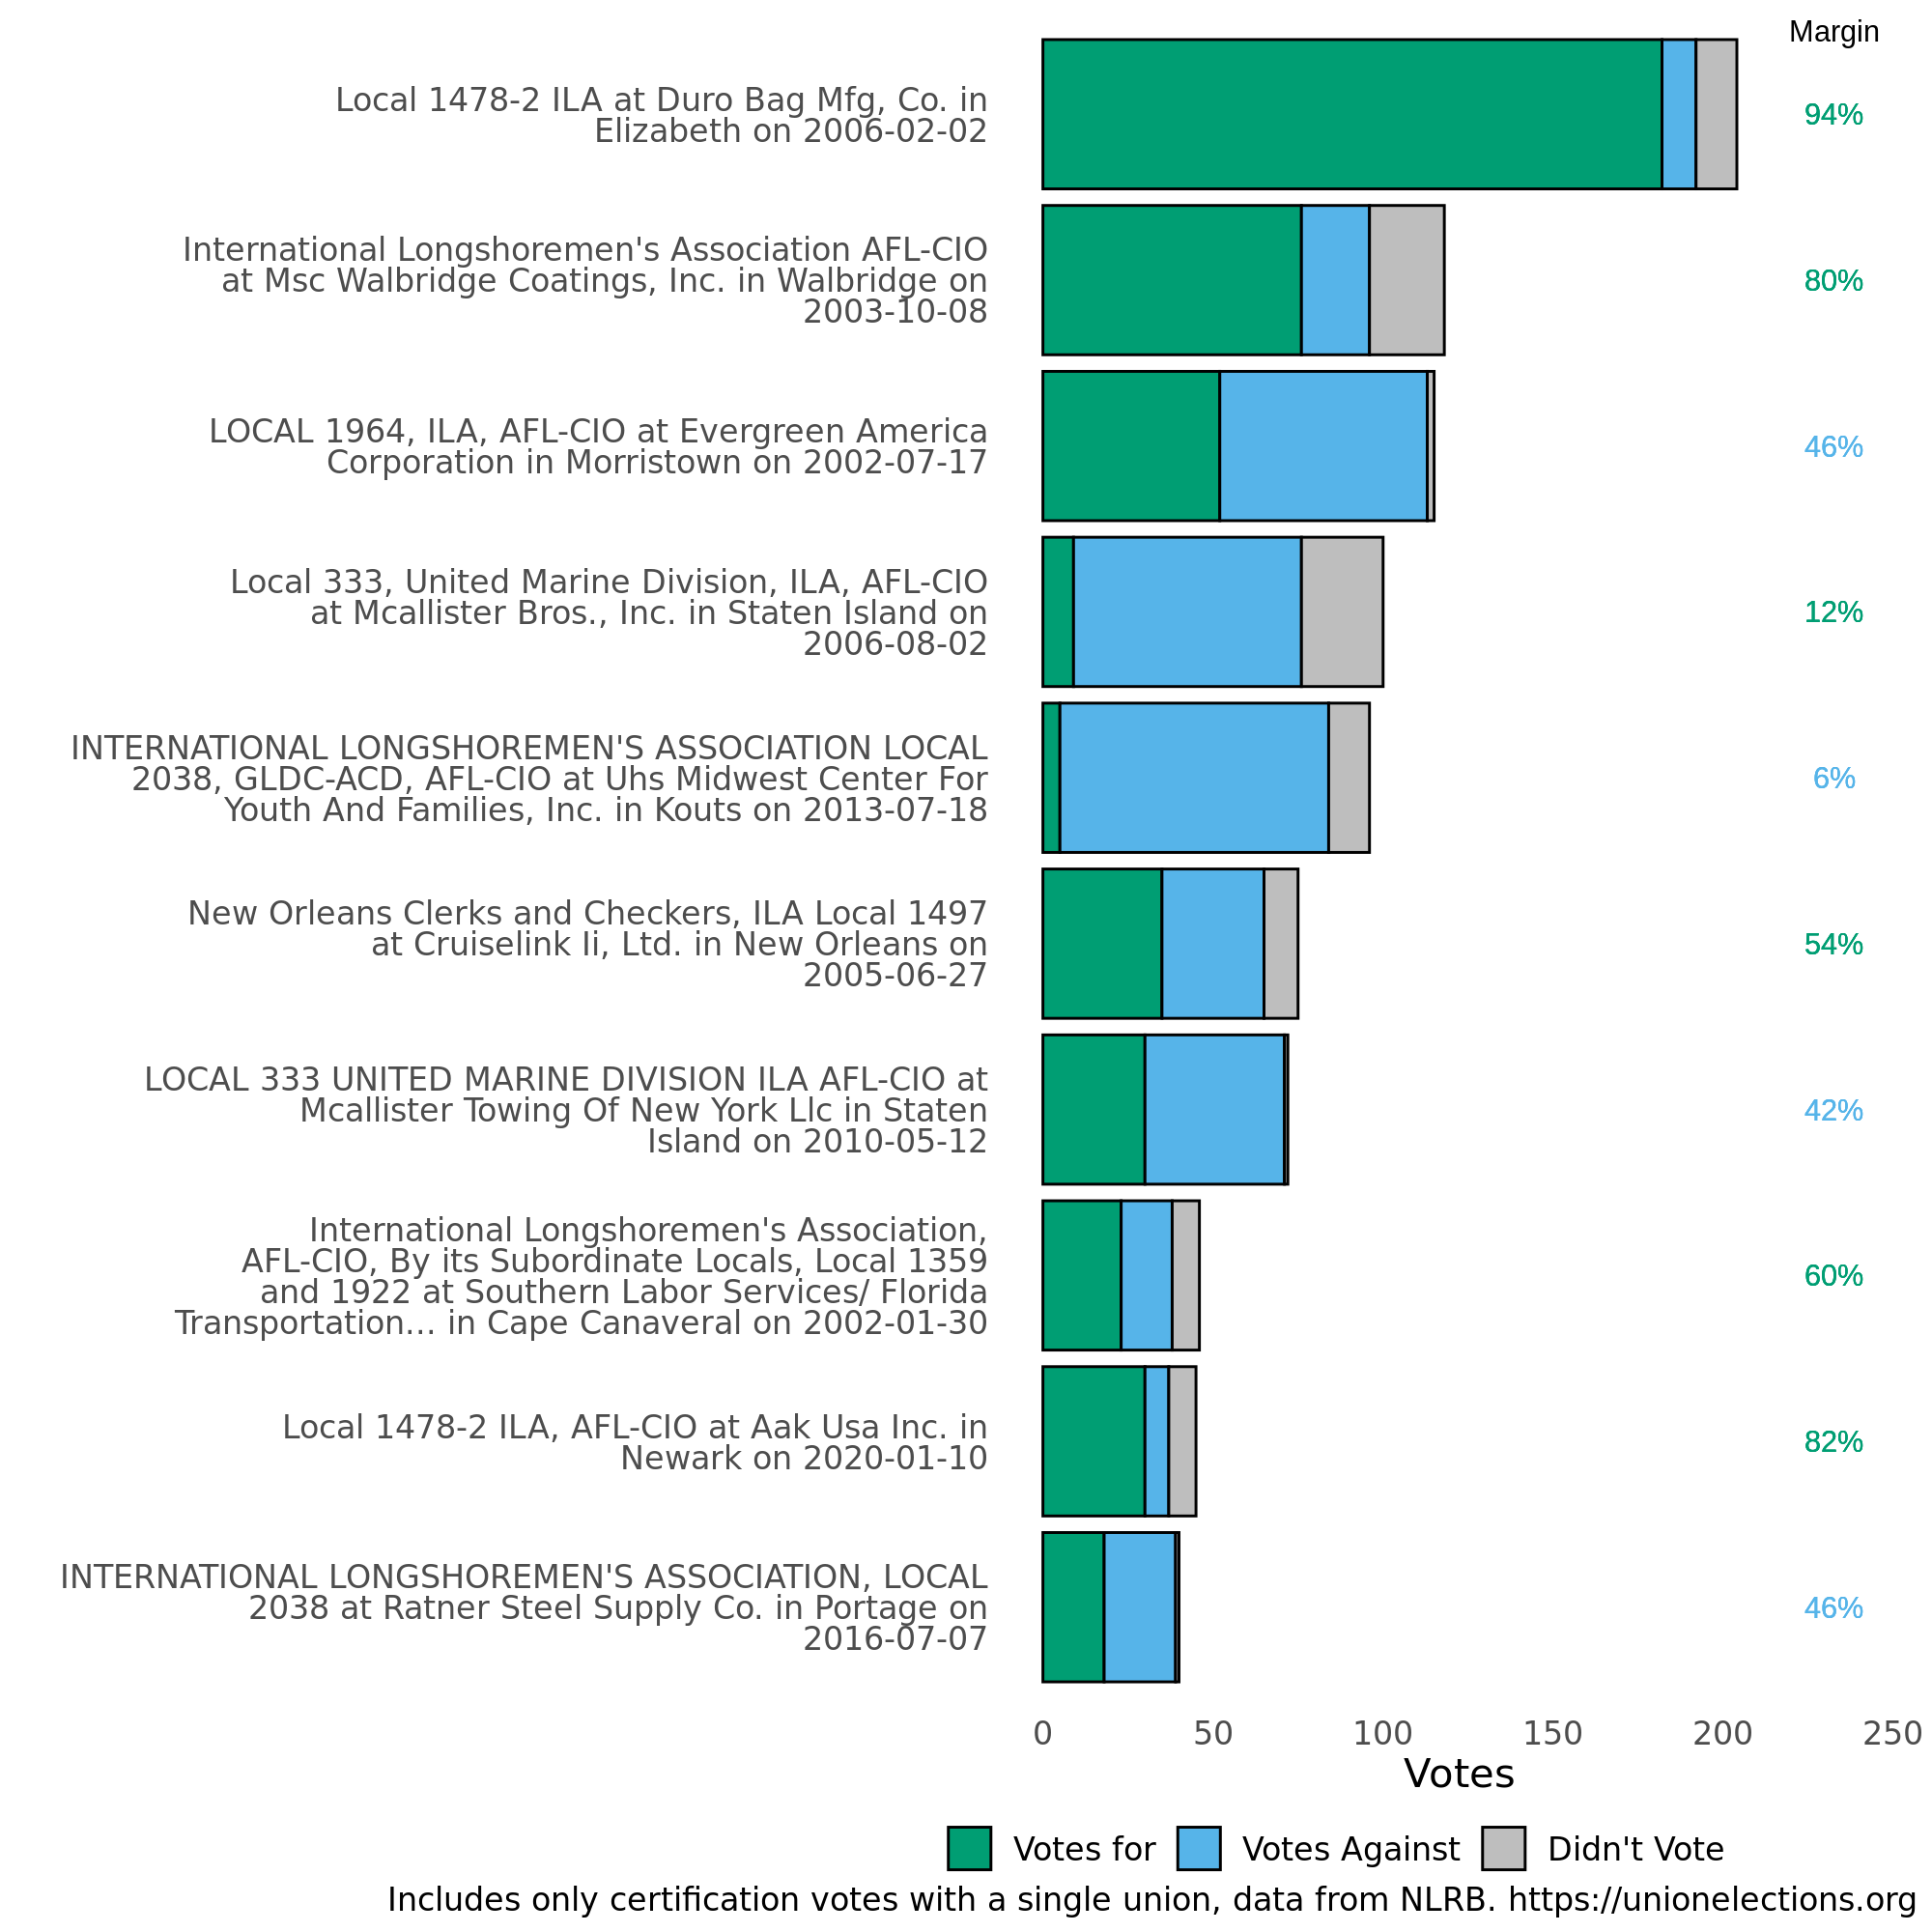 Margin
Local 1478-2 ILA at Duro Bag Mfg, Co. in
Elizabeth on 2006-02-02
94%
International Longshoremen's Association AFL-CIO
at Msc Walbridge Coatings, Inc. in Walbridge on
2003-10-08
80%
LOCAL 1964, ILA, AFL-CIO at Evergreen America
Corporation in Morristown on 2002-07-17
46%
Local 333, United Marine Division, ILA, AFL-CIO
at Mcallister Bros., Inc. in Staten Island on
2006-08-02
12%
INTERNATIONAL LONGSHOREMEN'S ASSOCIATION LOCAL
2038, GLDC-ACD, AFL-CIO at Uhs Midwest Center For
Youth And Families, Inc. in Kouts on 2013-07-18
6%
New Orleans Clerks and Checkers, ILA Local 1497
at Cruiselink Ii, Ltd. in New Orleans on
2005-06-27
54%
LOCAL 333 UNITED MARINE DIVISION ILA AFL-CIO at
Mcallister Towing Of New York Llc in Staten
Island on 2010-05-12
42%
International Longshoremen's Association,
AFL-CIO, By its Subordinate Locals, Local 1359
and 1922 at Southern Labor Services/ Florida
Transportation... in Cape Canaveral on 2002-01-30
60%
Local 1478-2 ILA, AFL-CIO at Aak Usa Inc. in
Newark on 2020-01-10
82%
INTERNATIONAL LONGSHOREMEN'S ASSOCIATION, LOCAL
2038 at Ratner Steel Supply Co. in Portage on
2016-07-07
46%
0 50 100 150 200 250
Votes
Votes for Votes Against Didn't Vote
Includes only certification votes with a single union, data from NLRB. https://unionelections.org